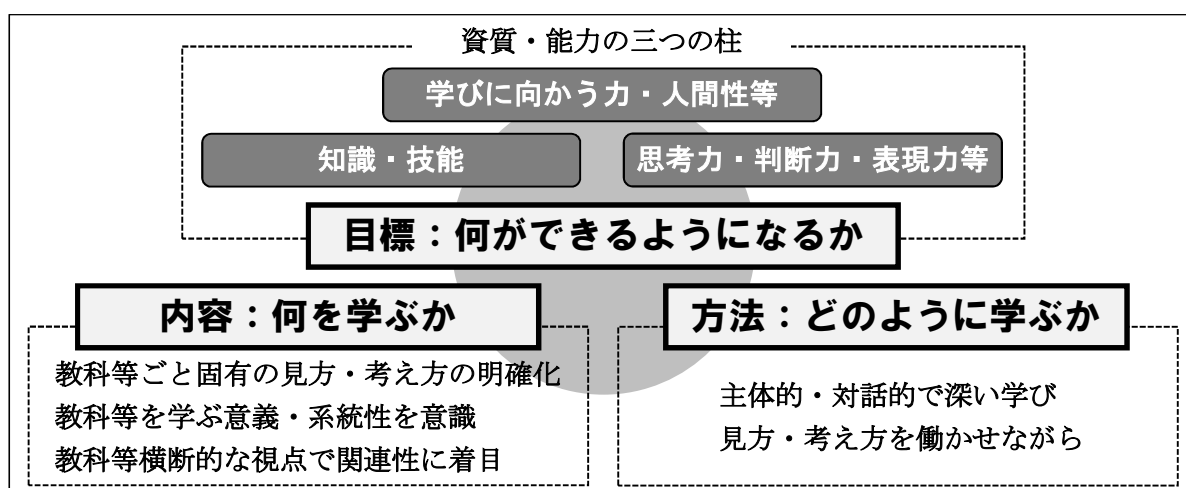 資質・能力の三つの柱
学びに向かう力・人間性等
知識・技能
思考力・判断力・表現力等
目標：何ができるようになるか
内容：何を学ぶか
教科等ごと固有の見方・考え方の明確化
教科等を学ぶ意義・系統性を意識
教科等横断的な視点で関連性に着目
方法：どのように学ぶか
主体的・対話的で深い学び
見方・考え方を働かせながら